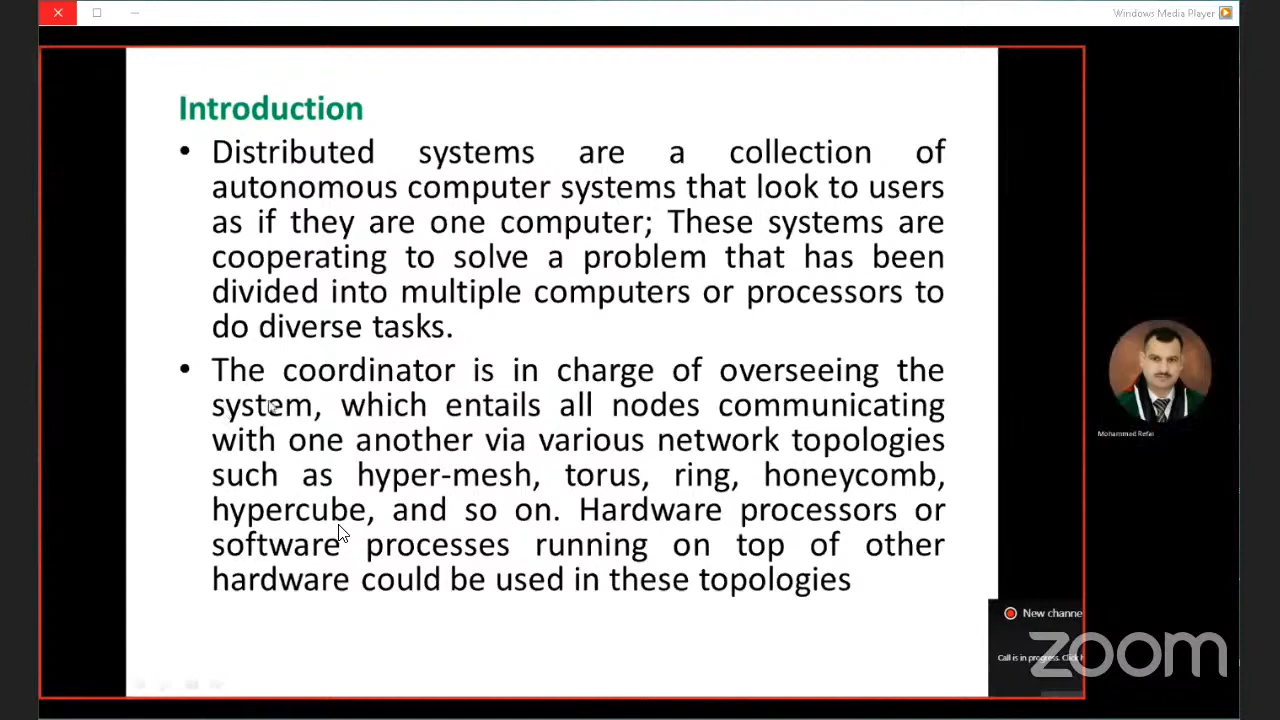 Windows Media Player
Introduction
• Distributed systems are a collection of
autonomous computer systems that look to users
as if they are one computer; These systems are
cooperating to solve a problem that has been
divided into multiple computers or processors to
do diverse tasks.
• The coordinator is in charge of overseeing the
system, which entails all nodes communicating
with one another via various network topologies
such as hyper-mesh, torus, ring, honeycomb,
hypercube, and so on. Hardware processors or
software processes running on top of other
hardware could be used in these topologies
Mohammed Refai
New channe
Call is in progress. Click
zoom